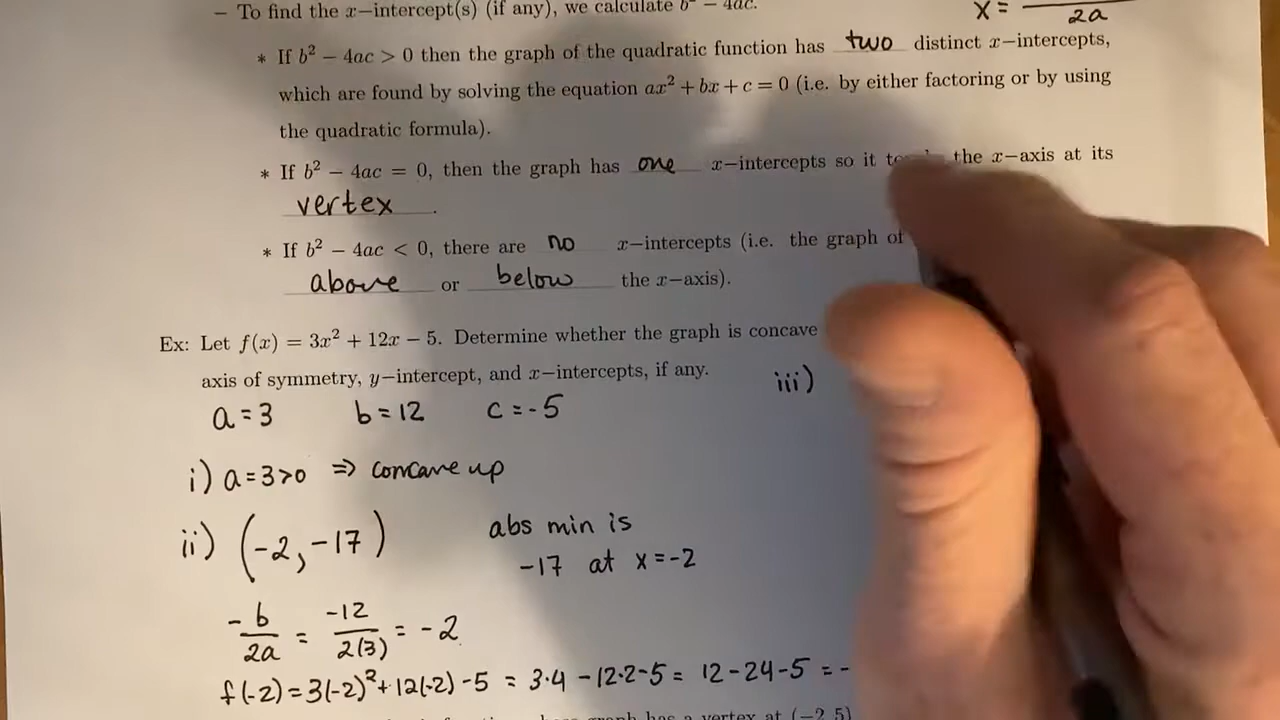 – To find the x−intercept(s) (if any), we calculate b² − 4ac.
x = 2a
* If b² − 4ac > 0 then the graph of the quadratic function has two distinct x−intercepts,
which are found by solving the equation ax² + bx + c = 0 (i.e. by either factoring or by using
the quadratic formula).
* If b² − 4ac = 0, then the graph has one x−intercepts so it the x−axis at its
vertex .
* If b² − 4ac < 0, there are no x−intercepts (i.e. the graph of
above or below the x−axis).
Ex: Let f(x) = 3x² + 12x − 5. Determine whether the graph is concave
axis of symmetry, y−intercept, and x−intercepts, if any.
iii)
a = 3 b = 12 c = -5
i) a = 3 > 0 ⇒ concave up
ii) (-2, -17) abs min is
-17 at x = -2
-b/2a = -12/2(3) = -2
f(-2) = 3(-2)² + 12(-2) - 5 = 3·4 - 12·2 - 5 = 12 - 24 - 5 = -
graph has a vertex at (−2, 5)